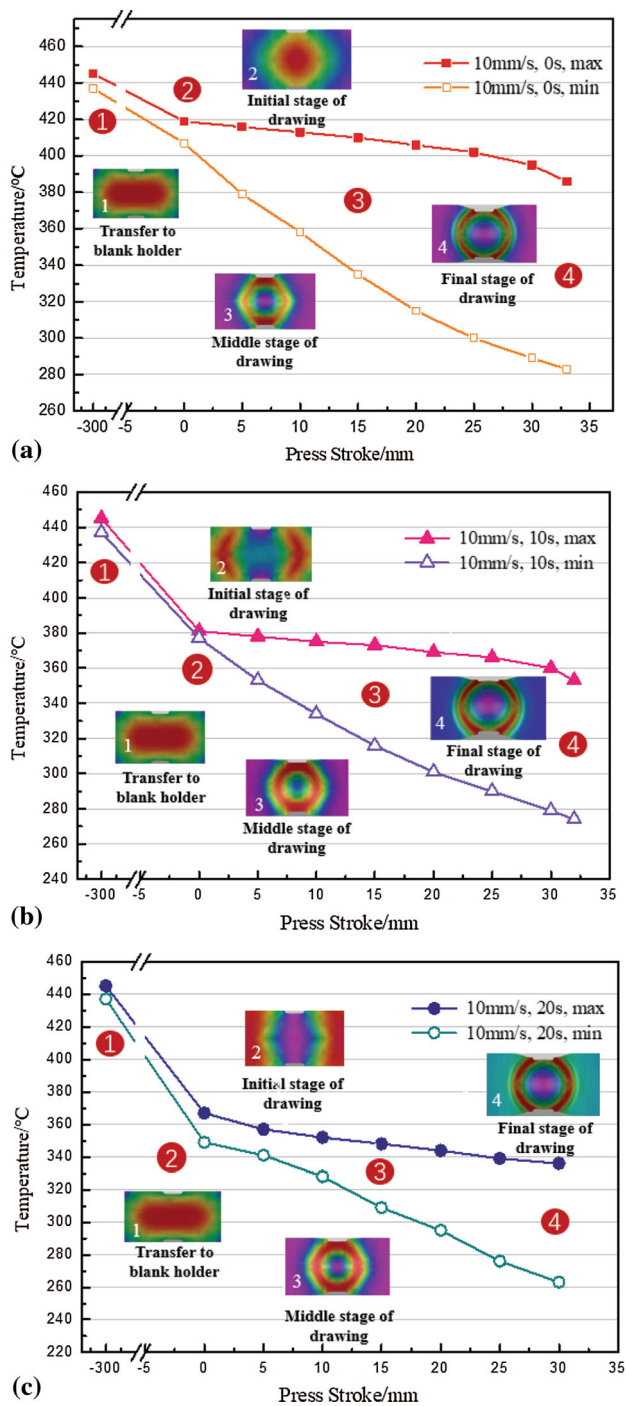 460
440
420
400
380
360
340
320
300
280
260
Temperature/°C
10mm/s, 0s, max
10mm/s, 0s, min
2
2
Initial stage of
drawing
1
1
Transfer to
blank holder
3
3
Middle stage of
drawing
4
Final stage of
drawing
4
-300 -5 0 5 10 15 20 25 30 35
Press Stroke/mm
(a)
460
440
420
400
380
360
340
320
300
280
260
240
Temperature/°C
10mm/s, 10s, max
10mm/s, 10s, min
1
2
Initial stage of
drawing
2
3
1
Transfer to
blank holder
3
Middle stage of
drawing
4
Final stage of
drawing
4
-300 -5 0 5 10 15 20 25 30 35
Press Stroke/mm
(b)
460
440
420
400
380
360
340
320
300
280
260
240
220
Temperature/°C
10mm/s, 20s, max
10mm/s, 20s, min
1
2
Initial stage of
drawing
4
Final stage of
drawing
2
3
1
Transfer to
blank holder
3
Middle stage of
drawing
4
-300 -5 0 5 10 15 20 25 30 35
Press Stroke/mm
(c)